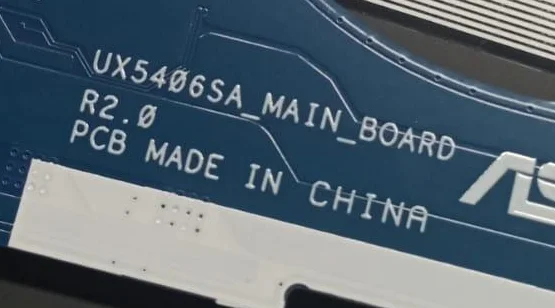 UX5406SA_MAIN_BOARD
R2.0
PCB MADE IN CHINA